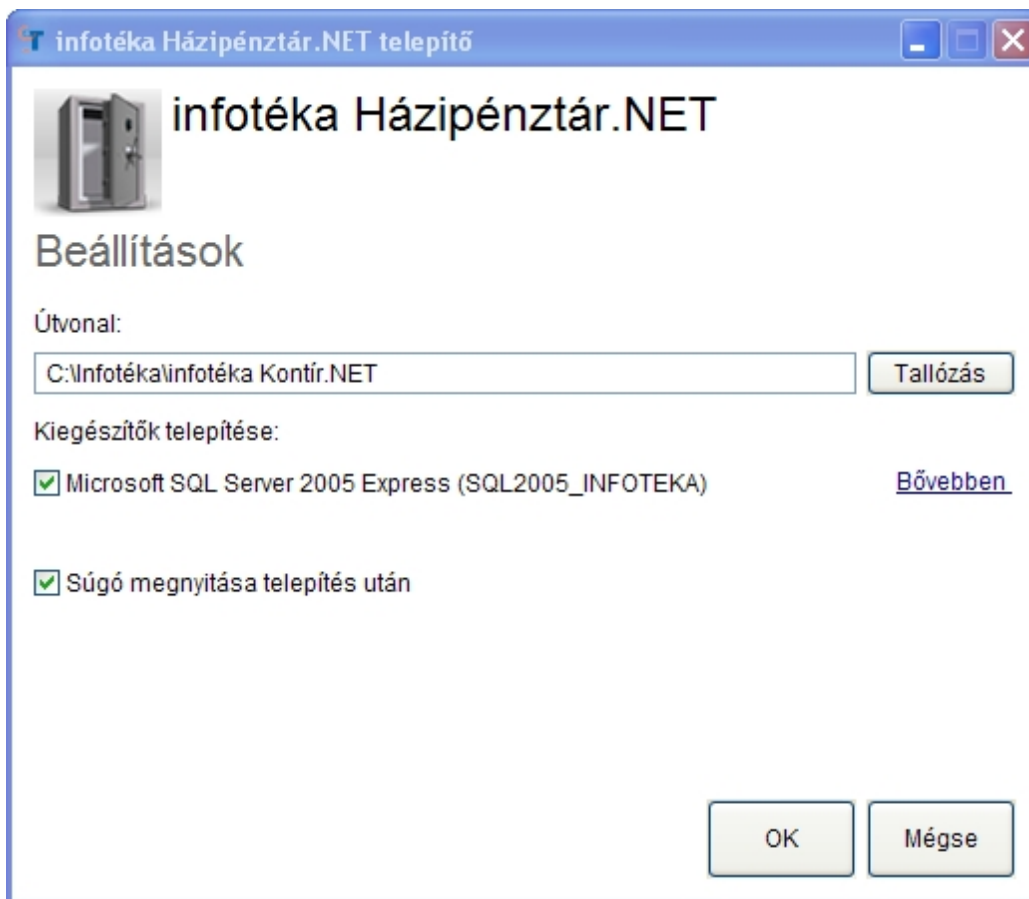 infotéka Házipénztár.NET telepítő
infotéka Házipénztár.NET
Beállítások
Útvonal:
C:\Infotéka\infotéka Kontír.NET
Tallózás
Kiegészítők telepítése:
Microsoft SQL Server 2005 Express (SQL2005_INFOTEKA)
Bővebben
Súgó megnyitása telepítés után
OK
Mégse